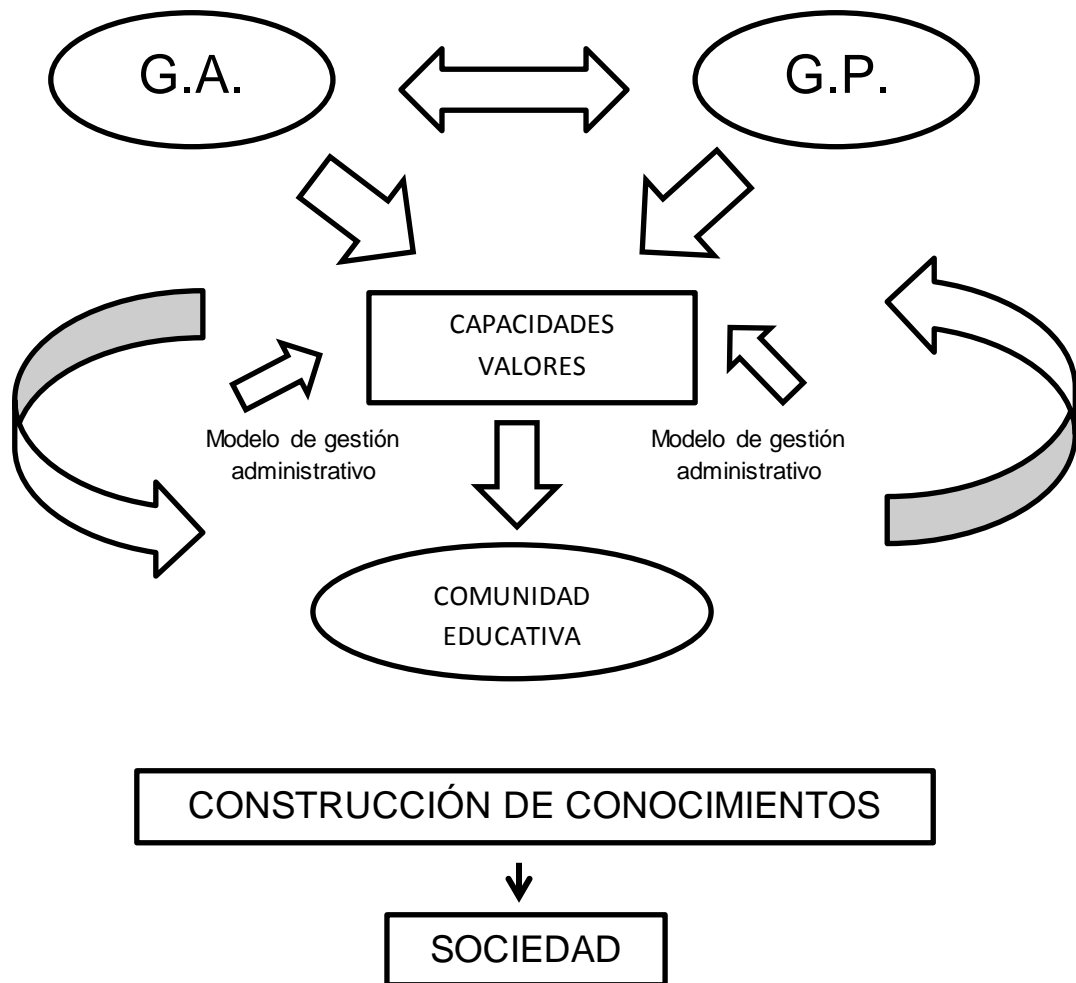 G.A.
G.P.
CAPACIDADES
VALORES
Modelo de gestión
administrativo
Modelo de gestión
administrativo
COMUNIDAD
EDUCATIVA
CONSTRUCCIÓN DE CONOCIMIENTOS
SOCIEDAD